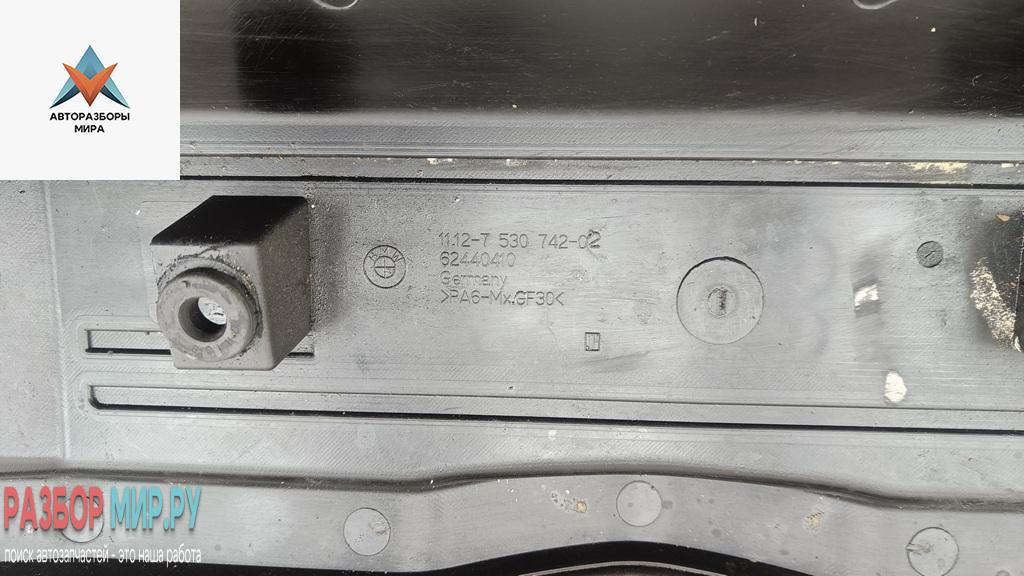 АВТОРАЗБОРЫ
МИРА
BMW
11.12-7 530 742-02
62440410
Germany
>PA6-Mx.GF30<
РАЗБОР МИР.РУ
поиск автозапчастей - это наша работа